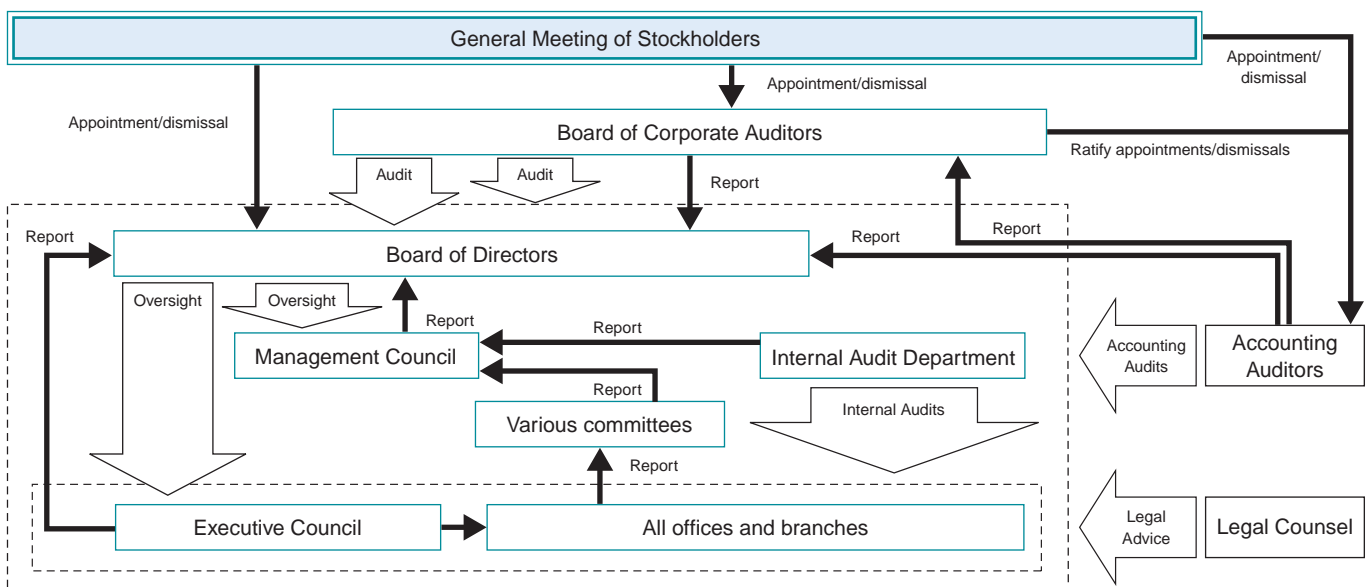 General Meeting of Stockholders
Appointment/
dismissal
Appointment/dismissal
Appointment/dismissal
Board of Corporate Auditors
Ratify appointments/dismissals
Audit
Audit
Report
Report
Report
Report
Board of Directors
Oversight
Oversight
Report
Report
Management Council
Internal Audit Department
Accounting
Audits
Accounting
Auditors
Report
Various committees
Internal Audits
Report
Executive Council
All offices and branches
Legal
Advice
Legal Counsel